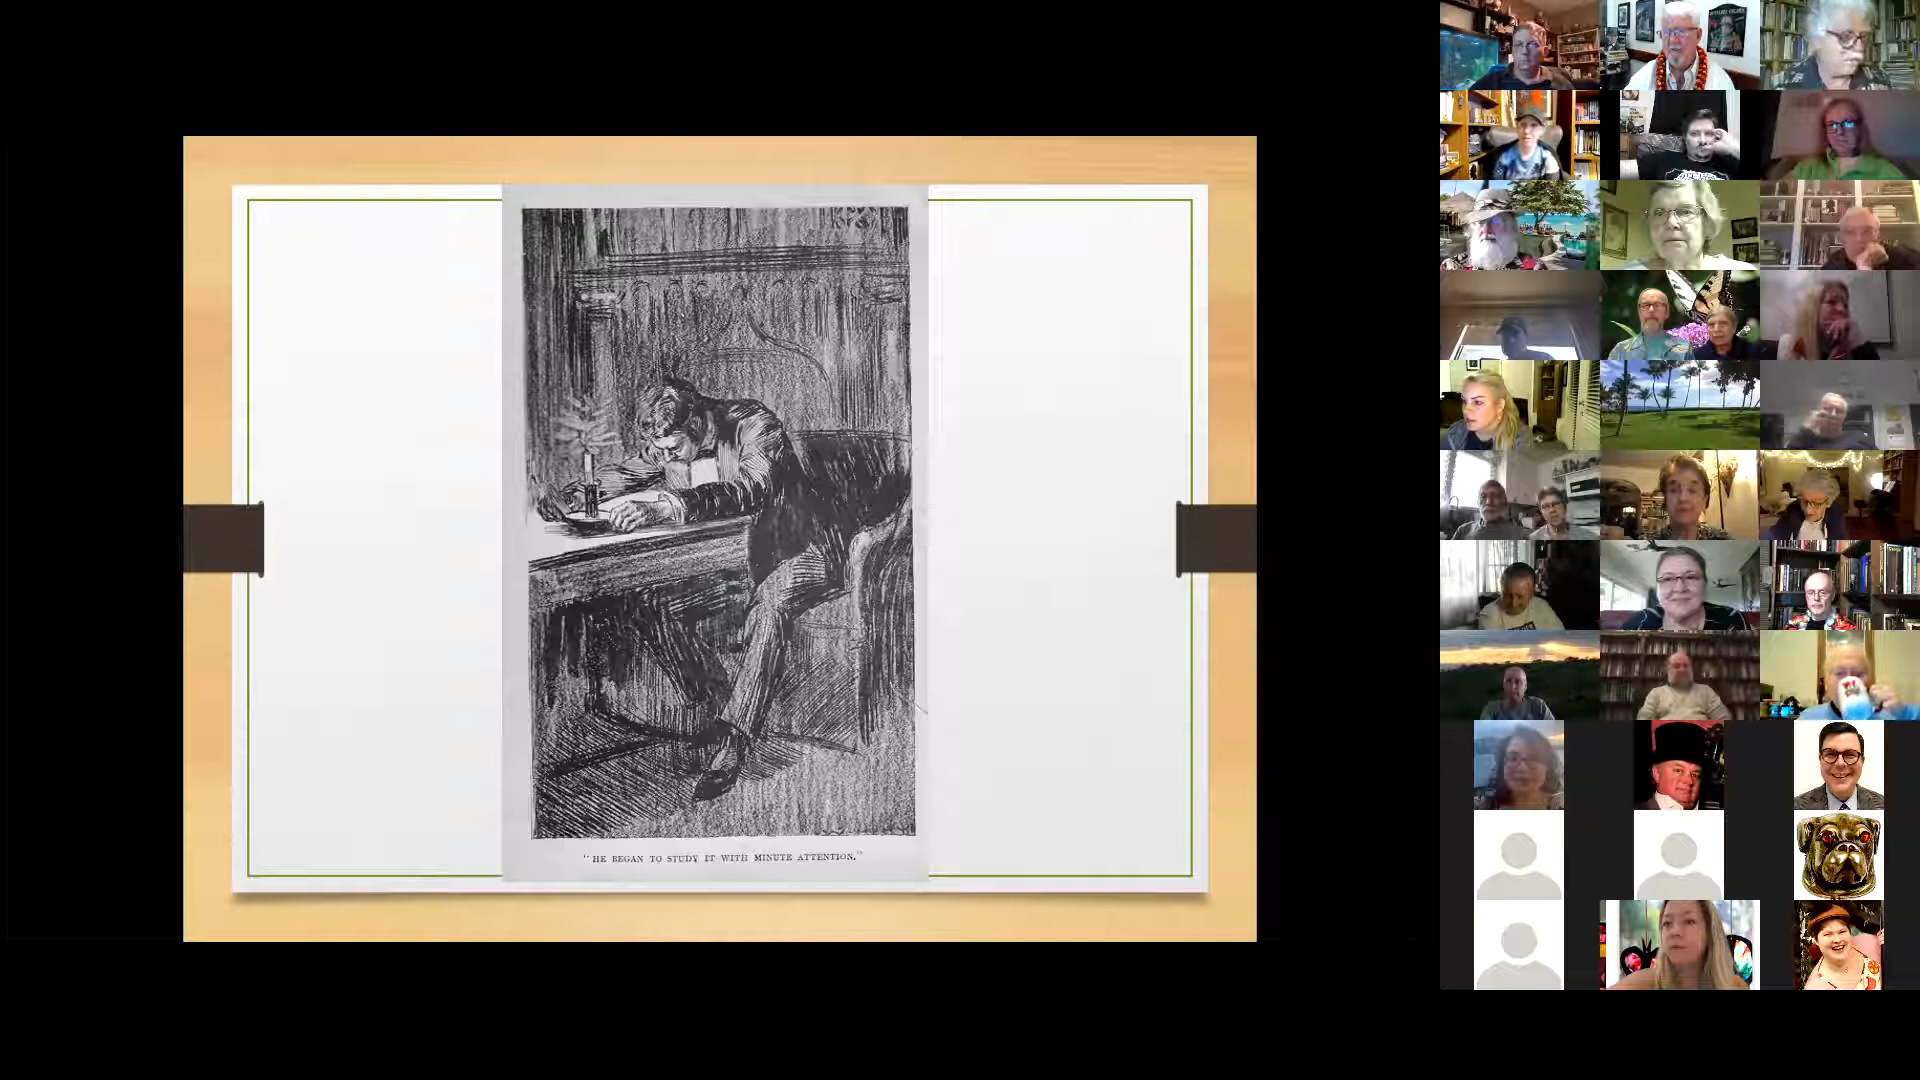 "HE BEGAN TO STUDY IT WITH MINUTE ATTENTION."